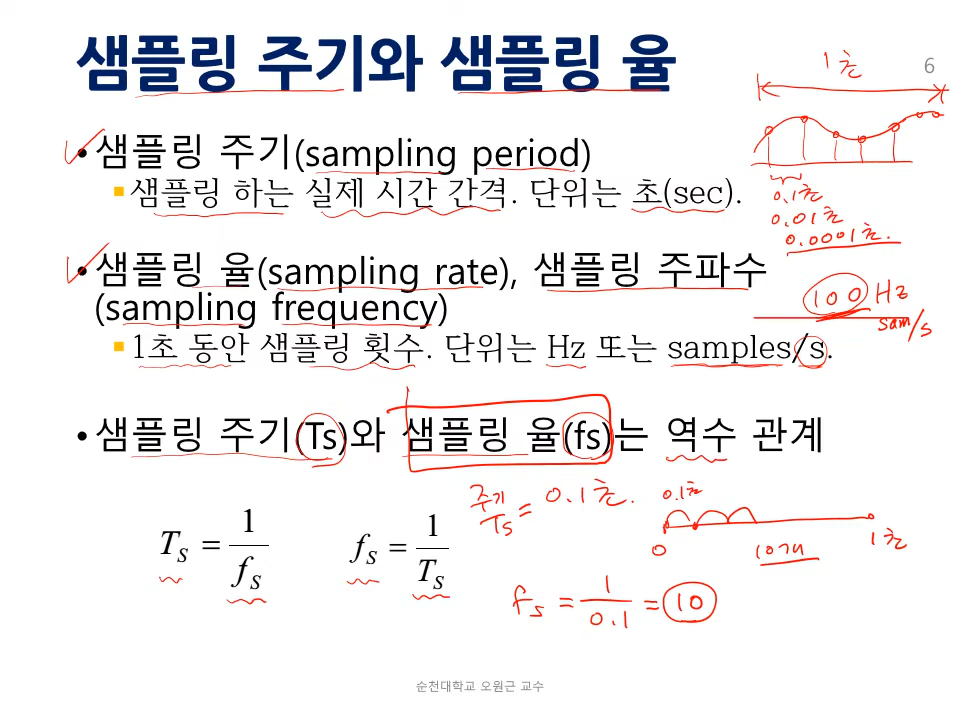 샘플링 주기와 샘플링 율
6
1초
• 샘플링 주기(sampling period)
샘플링 하는 실제 시간 간격. 단위는 초(sec).
0.1초
0.01초
0.0001초.
• 샘플링 율(sampling rate), 샘플링 주파수
(sampling frequency)
100 Hz
sam/s
1초 동안 샘플링 횟수. 단위는 Hz 또는 samples/s.
• 샘플링 주기(Ts)와 샘플링 율(fs)는 역수 관계
주기 Ts = 0.1초.
0.1초
0 10개 1초
Ts = 1/fs fs = 1/Ts
fs = 1/0.1 = 10
순천대학교 오원근 교수